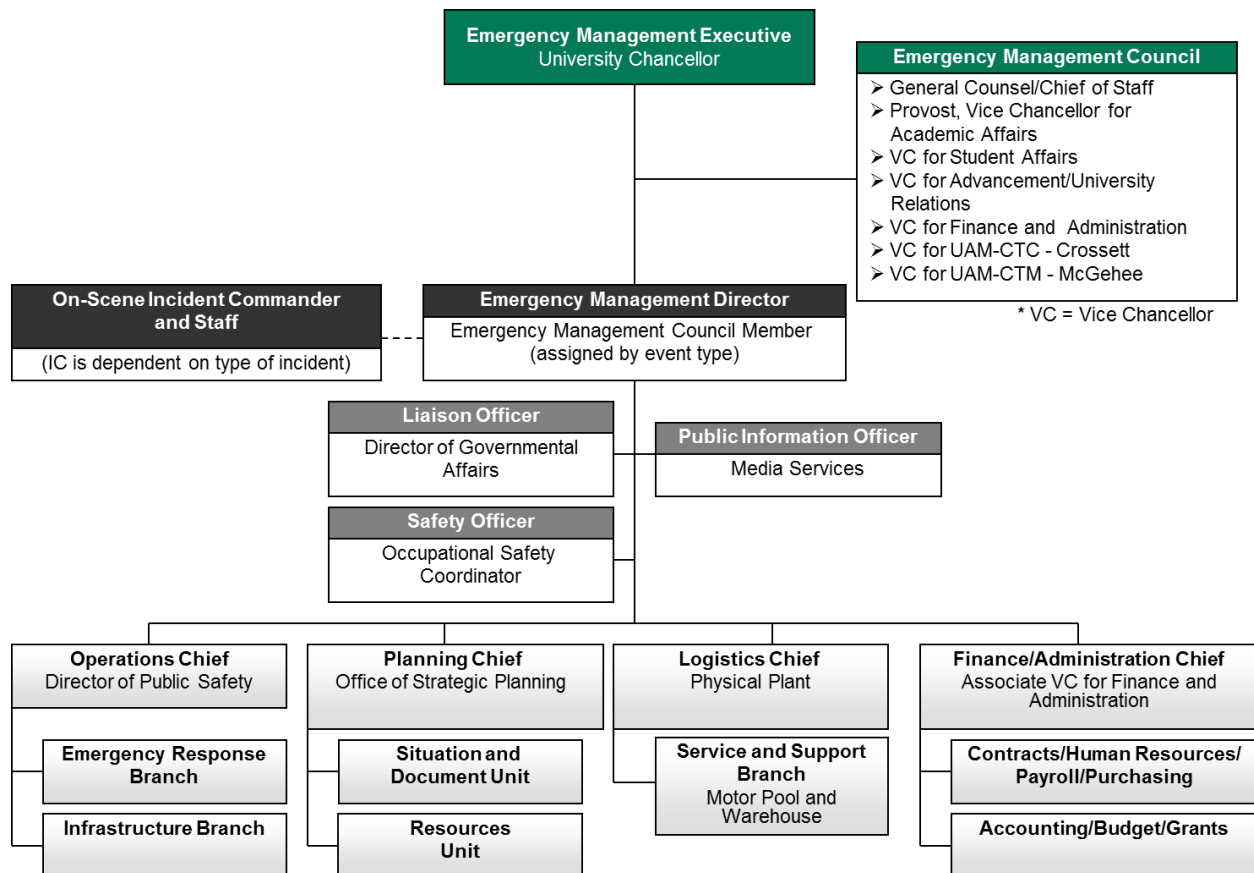 Emergency Management Executive
University Chancellor
Emergency Management Council
➢ General Counsel/Chief of Staff
➢ Provost, Vice Chancellor for
Academic Affairs
➢ VC for Student Affairs
➢ VC for Advancement/University
Relations
➢ VC for Finance and Administration
➢ VC for UAM-CTC - Crossett
➢ VC for UAM-CTM - McGehee
* VC = Vice Chancellor
On-Scene Incident Commander
and Staff
(IC is dependent on type of incident)
Emergency Management Director
Emergency Management Council Member
(assigned by event type)
Liaison Officer
Director of Governmental
Affairs
Public Information Officer
Media Services
Safety Officer
Occupational Safety
Coordinator
Operations Chief
Director of Public Safety
Emergency Response
Branch
Infrastructure Branch
Planning Chief
Office of Strategic Planning
Situation and
Document Unit
Resources
Unit
Logistics Chief
Physical Plant
Service and Support
Branch
Motor Pool and
Warehouse
Finance/Administration Chief
Associate VC for Finance and
Administration
Contracts/Human Resources/
Payroll/Purchasing
Accounting/Budget/Grants